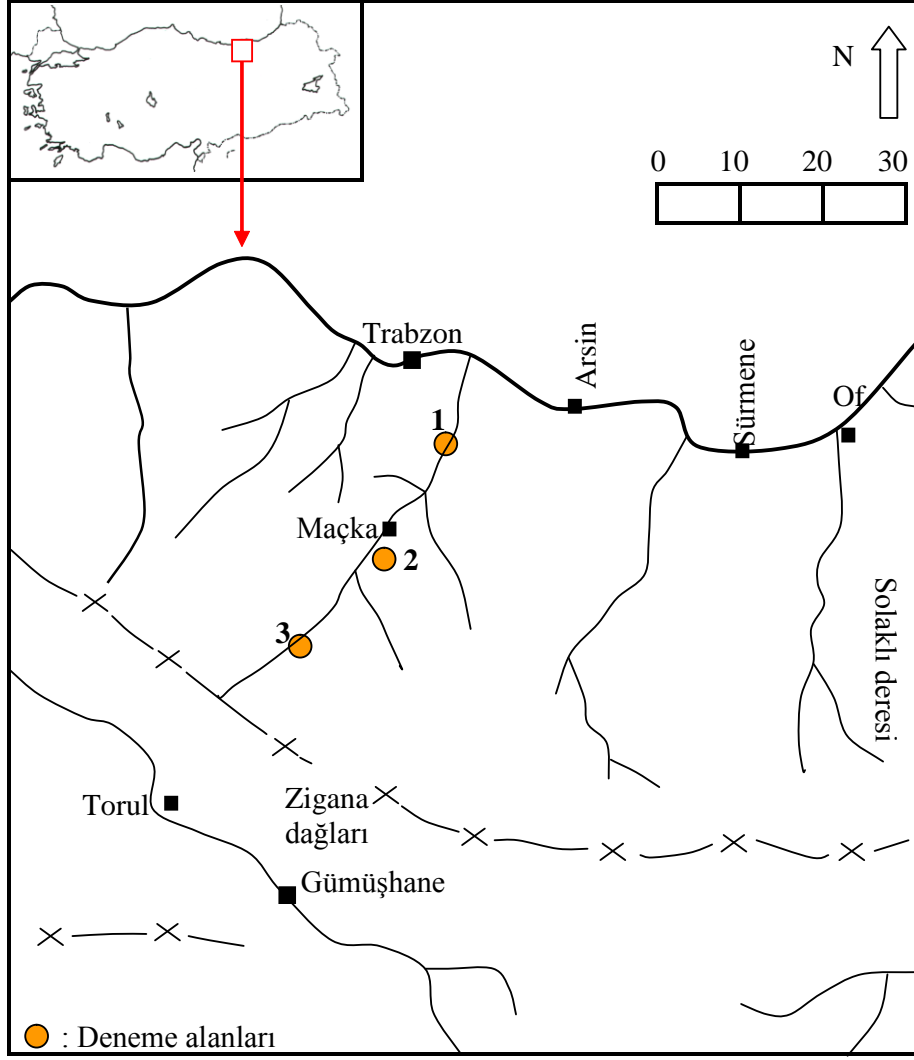 N
0 10 20 30
Trabzon
Arsin
Sürmene
Of
1
Maçka
2
3
Solaklı deresi
Torul
Zigana
dağları
Gümüşhane
: Deneme alanları